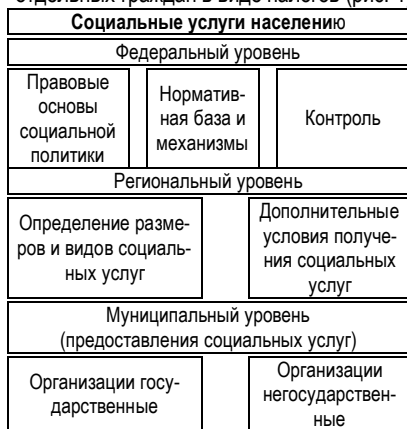 отдельных граждан в виде налогов (рис. 1
Социальные услуги населению
Федеральный уровень
Правовые
основы
социальной
политики
Норматив-
ная база и
механизмы
Контроль
Региональный уровень
Определение разме-
ров и видов социаль-
ных услуг
Дополнительные
условия получе-
ния социальных
услуг
Муниципальный уровень
(предоставления социальных услуг)
Организации госу-
дарственные
Организации
негосударствен-
ные